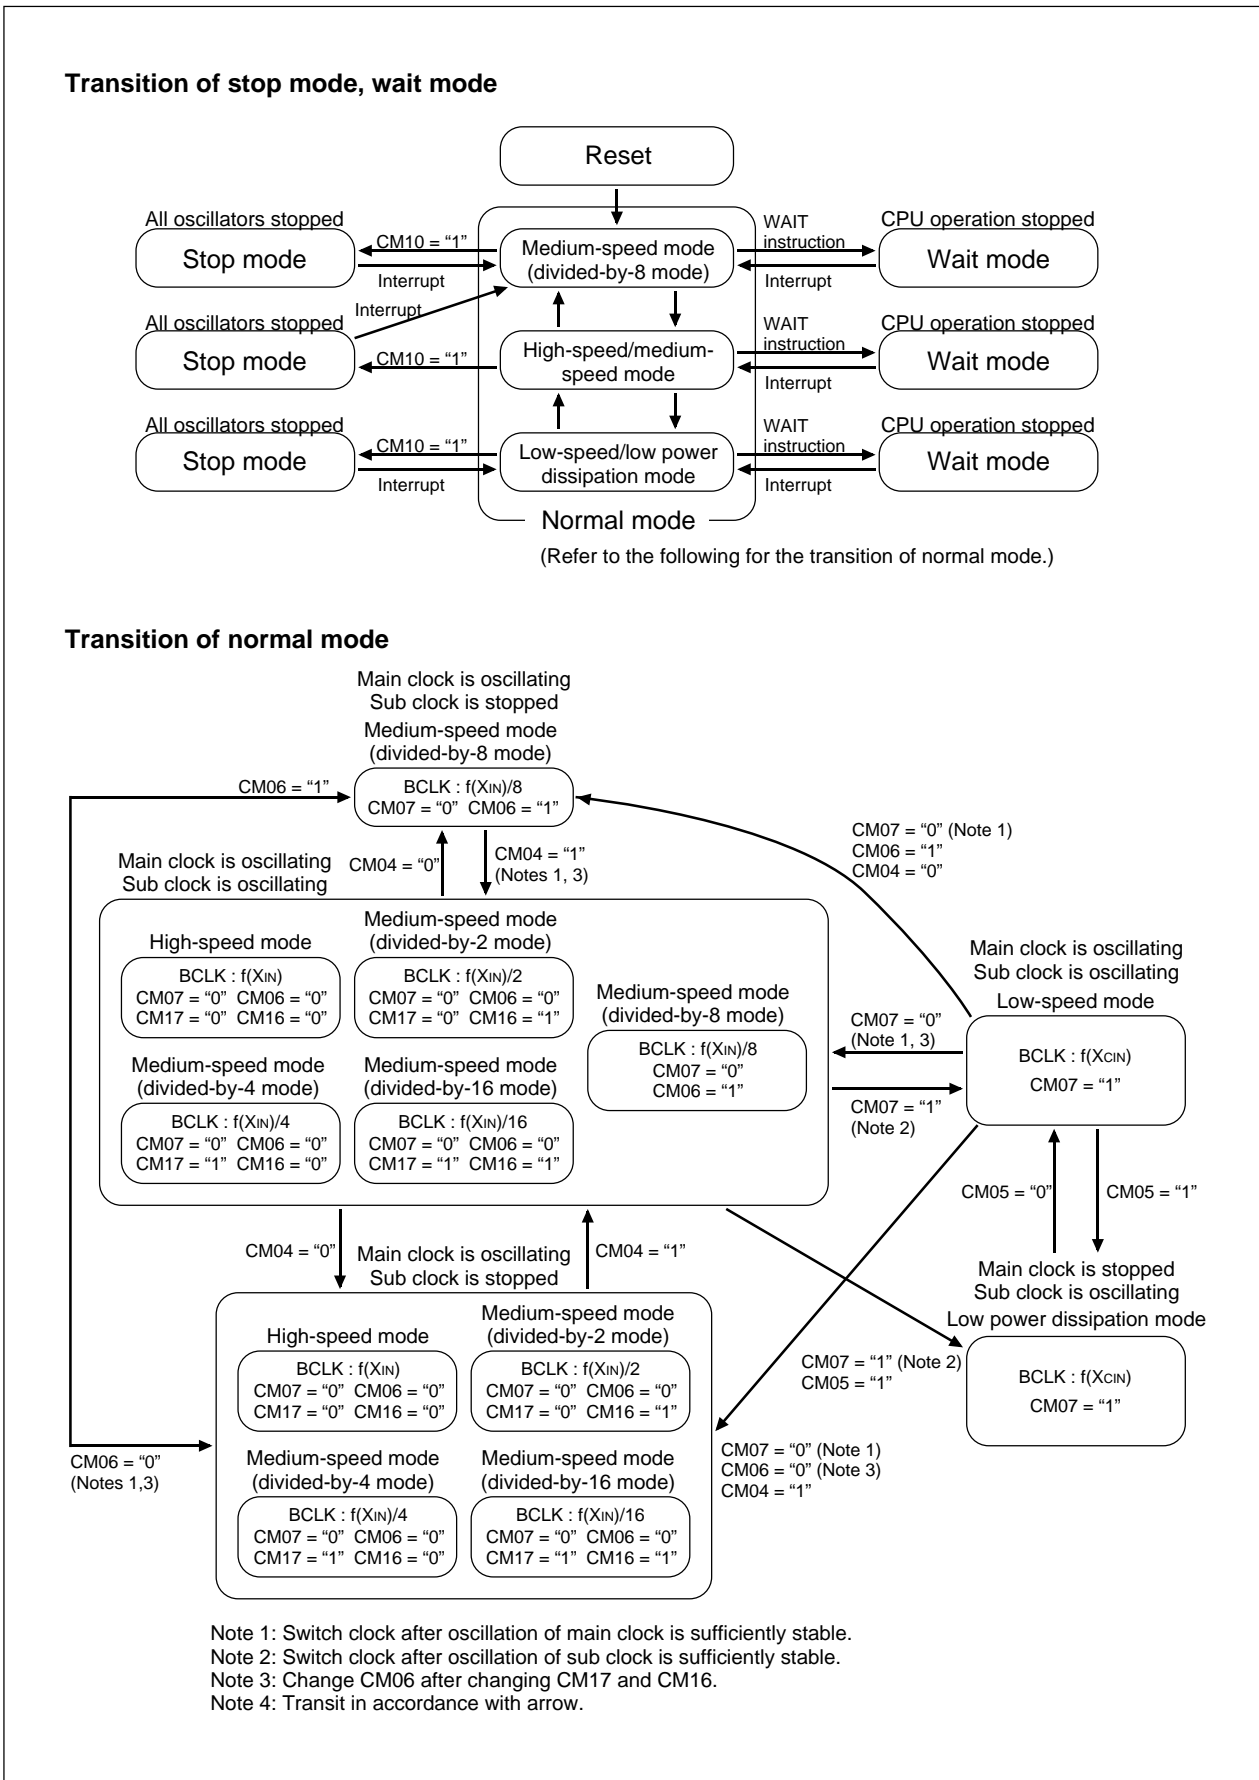 Transition of stop mode, wait mode
Reset
All oscillators stopped
Stop mode
CM10 = “1”
Interrupt
Medium-speed mode
(divided-by-8 mode)
WAIT
instruction
Interrupt
CPU operation stopped
Wait mode
Interrupt
All oscillators stopped
Stop mode
CM10 = “1”
High-speed/medium-
speed mode
WAIT
instruction
Interrupt
CPU operation stopped
Wait mode
All oscillators stopped
Stop mode
CM10 = “1”
Interrupt
Low-speed/low power
dissipation mode
WAIT
instruction
Interrupt
CPU operation stopped
Wait mode
Normal mode
(Refer to the following for the transition of normal mode.)
Transition of normal mode
Main clock is oscillating
Sub clock is stopped
Medium-speed mode
(divided-by-8 mode)
BCLK : f(XIN)/8
CM07 = “0” CM06 = “1”
CM06 = “1”
CM04 = “0”
CM04 = “1”
(Notes 1, 3)
CM07 = “0” (Note 1)
CM06 = “1”
CM04 = “0”
Main clock is oscillating
Sub clock is oscillating
High-speed mode
BCLK : f(XIN)
CM07 = “0” CM06 = “0”
CM17 = “0” CM16 = “0”
Medium-speed mode
(divided-by-2 mode)
BCLK : f(XIN)/2
CM07 = “0” CM06 = “0”
CM17 = “0” CM16 = “1”
Medium-speed mode
(divided-by-8 mode)
BCLK : f(XIN)/8
CM07 = “0”
CM06 = “1”
Medium-speed mode
(divided-by-4 mode)
BCLK : f(XIN)/4
CM07 = “0” CM06 = “0”
CM17 = “1” CM16 = “0”
Medium-speed mode
(divided-by-16 mode)
BCLK : f(XIN)/16
CM07 = “0” CM06 = “0”
CM17 = “1” CM16 = “1”
CM07 = “0”
(Note 1, 3)
CM07 = “1”
(Note 2)
Main clock is oscillating
Sub clock is oscillating
Low-speed mode
BCLK : f(XCIN)
CM07 = “1”
CM05 = “0”
CM05 = “1”
Main clock is stopped
Sub clock is oscillating
Low power dissipation mode
BCLK : f(XCIN)
CM07 = “1”
CM07 = “1” (Note 2)
CM05 = “1”
CM04 = “0”
CM04 = “1”
Main clock is oscillating
Sub clock is stopped
High-speed mode
BCLK : f(XIN)
CM07 = “0” CM06 = “0”
CM17 = “0” CM16 = “0”
Medium-speed mode
(divided-by-2 mode)
BCLK : f(XIN)/2
CM07 = “0” CM06 = “0”
CM17 = “0” CM16 = “1”
Medium-speed mode
(divided-by-4 mode)
BCLK : f(XIN)/4
CM07 = “0” CM06 = “0”
CM17 = “1” CM16 = “0”
Medium-speed mode
(divided-by-16 mode)
BCLK : f(XIN)/16
CM07 = “0” CM06 = “0”
CM17 = “1” CM16 = “1”
CM06 = “0”
(Notes 1,3)
CM07 = “0” (Note 1)
CM06 = “0” (Note 3)
CM04 = “1”
Note 1: Switch clock after oscillation of main clock is sufficiently stable.
Note 2: Switch clock after oscillation of sub clock is sufficiently stable.
Note 3: Change CM06 after changing CM17 and CM16.
Note 4: Transit in accordance with arrow.